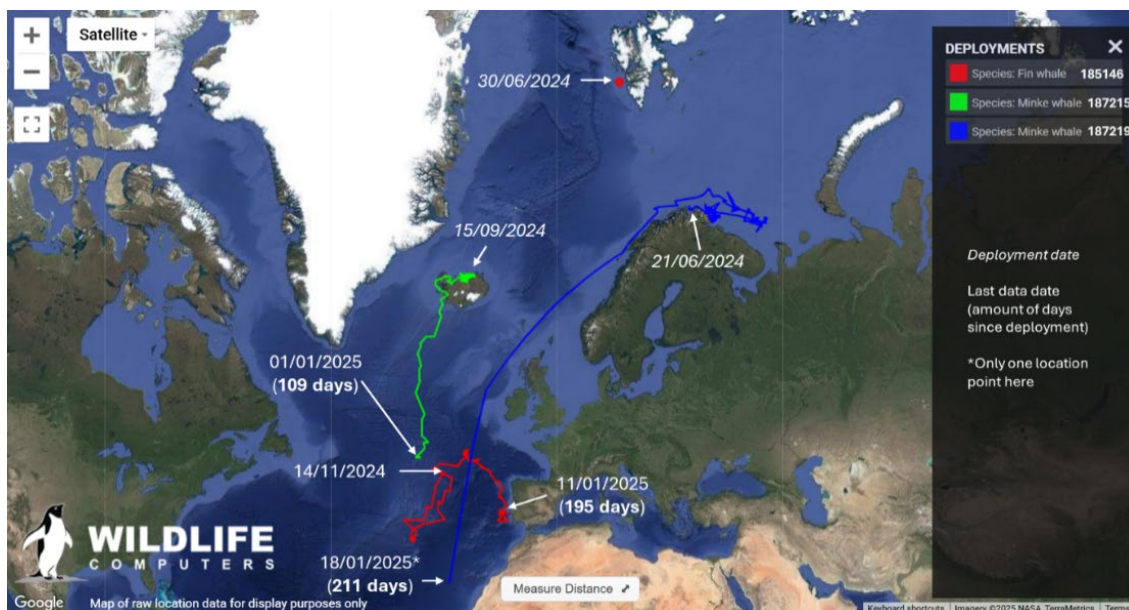 +
−
Satellite
30/06/2024
15/09/2024
21/06/2024
01/01/2025
(109 days)
14/11/2024
11/01/2025
(195 days)
18/01/2025*
(211 days)
DEPLOYMENTS
Species: Fin whale 185146
Species: Minke whale 187215
Species: Minke whale 187219
Deployment date
Last data date
(amount of days
since deployment)
*Only one location
point here
WILDLIFE
COMPUTERS
Measure Distance
Google
Map of raw location data for display purposes only
Keyboard shortcuts
Imagery ©2025 NASA, TerraMetrics
Terms